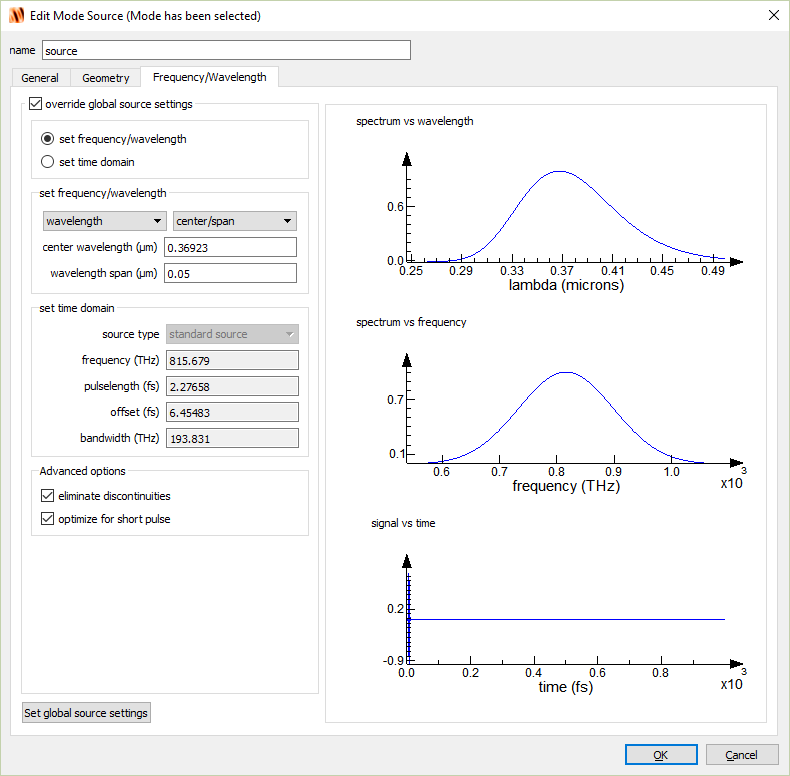 Edit Mode Source (Mode has been selected)
name source
General Geometry Frequency/Wavelength
override global source settings
set frequency/wavelength
set time domain
set frequency/wavelength
wavelength center/span
center wavelength (µm) 0.36923
wavelength span (µm) 0.05
set time domain
source type standard source
frequency (THz) 815.679
pulselength (fs) 2.27658
offset (fs) 6.45483
bandwidth (THz) 193.831
Advanced options
eliminate discontinuities
optimize for short pulse
Set global source settings
spectrum vs wavelength
0.6
0.0
0.25 0.29 0.33 0.37 0.41 0.45 0.49
lambda (microns)
spectrum vs frequency
0.7
0.1
0.6 0.7 0.8 0.9 1.0 x10 3
frequency (THz)
signal vs time
0.2
-0.9
0.0 0.2 0.4 0.6 0.8 x10 3
time (fs)
OK Cancel